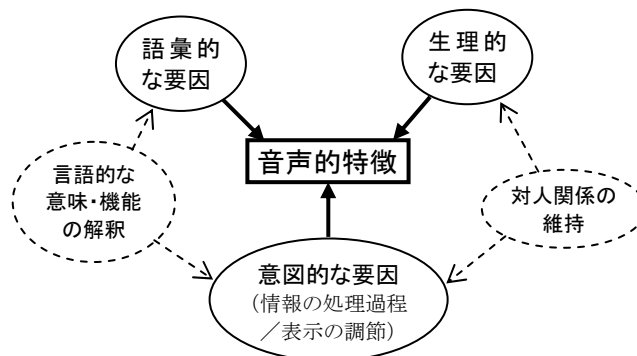 語彙的
な要因
生理的
な要因
音声的特徴
言語的な
意味・機能
の解釈
対人関係の
維持
意図的な要因
（情報の処理過程
／表示の調節）